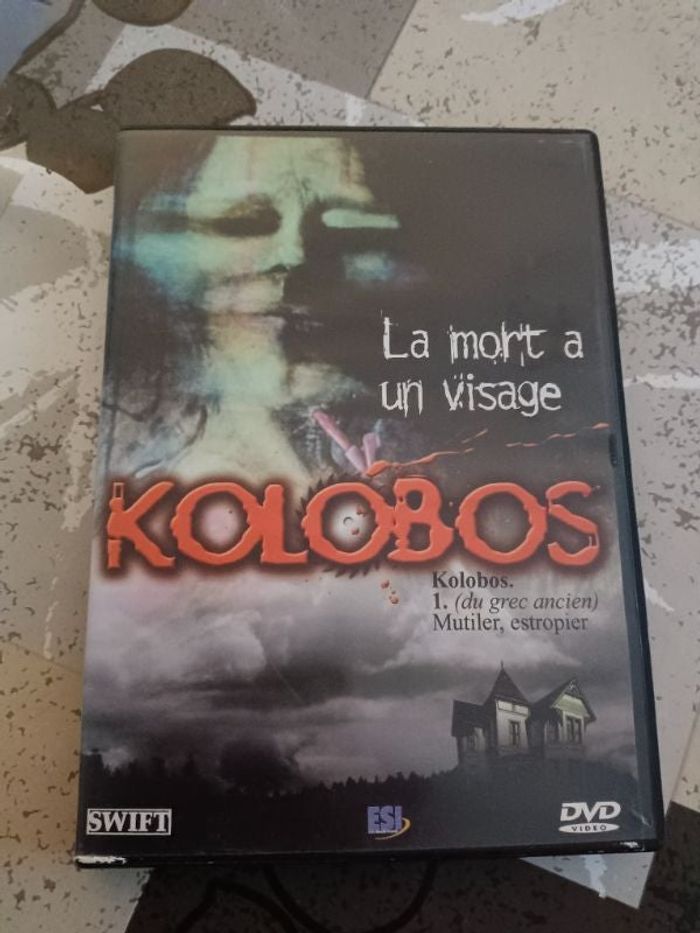 La mort a
un visage
KOLOBOS
Kolobos.
1. (du grec ancien)
Mutiler, estropier
SWIFT
ESI
DVD
VIDEO